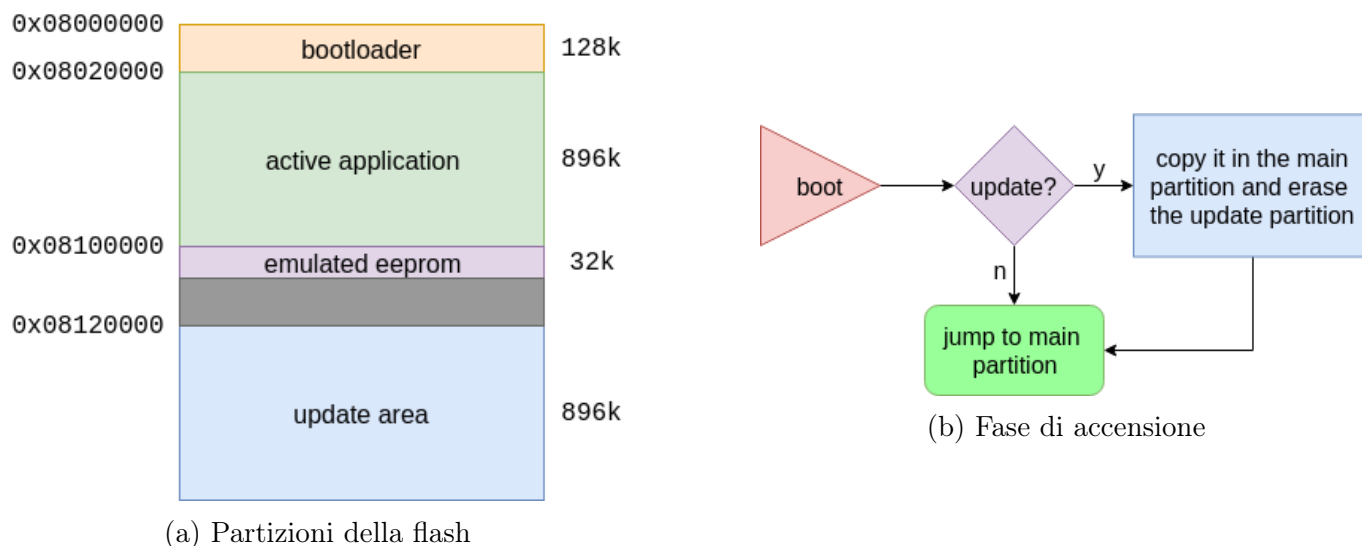 0x08000000
bootloader
128k
0x08020000
active application
896k
0x08100000
emulated eeprom
32k
0x08120000
update area
896k
(a) Partizioni della flash
boot
update?
y
copy it in the main
partition and erase
the update partition
n
jump to main
partition
(b) Fase di accensione